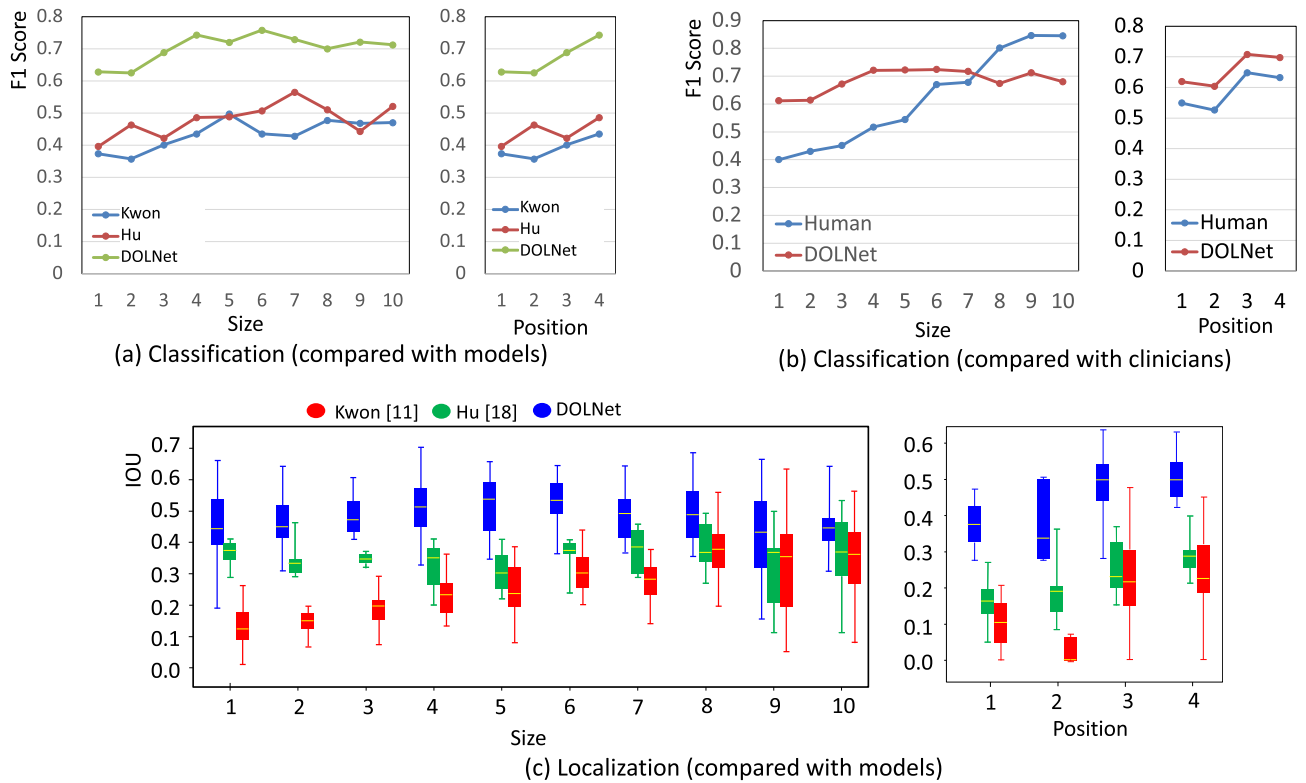 F1 Score
0.8
0.7
0.6
0.5
0.4
0.3
0.2
0.1
0
Kwon
Hu
DOLNet
1 2 3 4 5 6 7 8 9 10
Size
0.8
0.7
0.6
0.5
0.4
0.3
0.2
0.1
0
Kwon
Hu
DOLNet
1 2 3 4
Position
(a) Classification (compared with models)
F1 Score
0.9
0.8
0.7
0.6
0.5
0.4
0.3
0.2
0.1
0
Human
DOLNet
1 2 3 4 5 6 7 8 9 10
Size
0.8
0.7
0.6
0.5
0.4
0.3
0.2
0.1
0
Human
DOLNet
1 2 3 4
Position
(b) Classification (compared with clinicians)
Kwon [11] Hu [18] DOLNet
IOU
0.7
0.6
0.5
0.4
0.3
0.2
0.1
0.0
1 2 3 4 5 6 7 8 9 10
Size
0.6
0.5
0.4
0.3
0.2
0.1
0.0
1 2 3 4
Position
(c) Localization (compared with models)